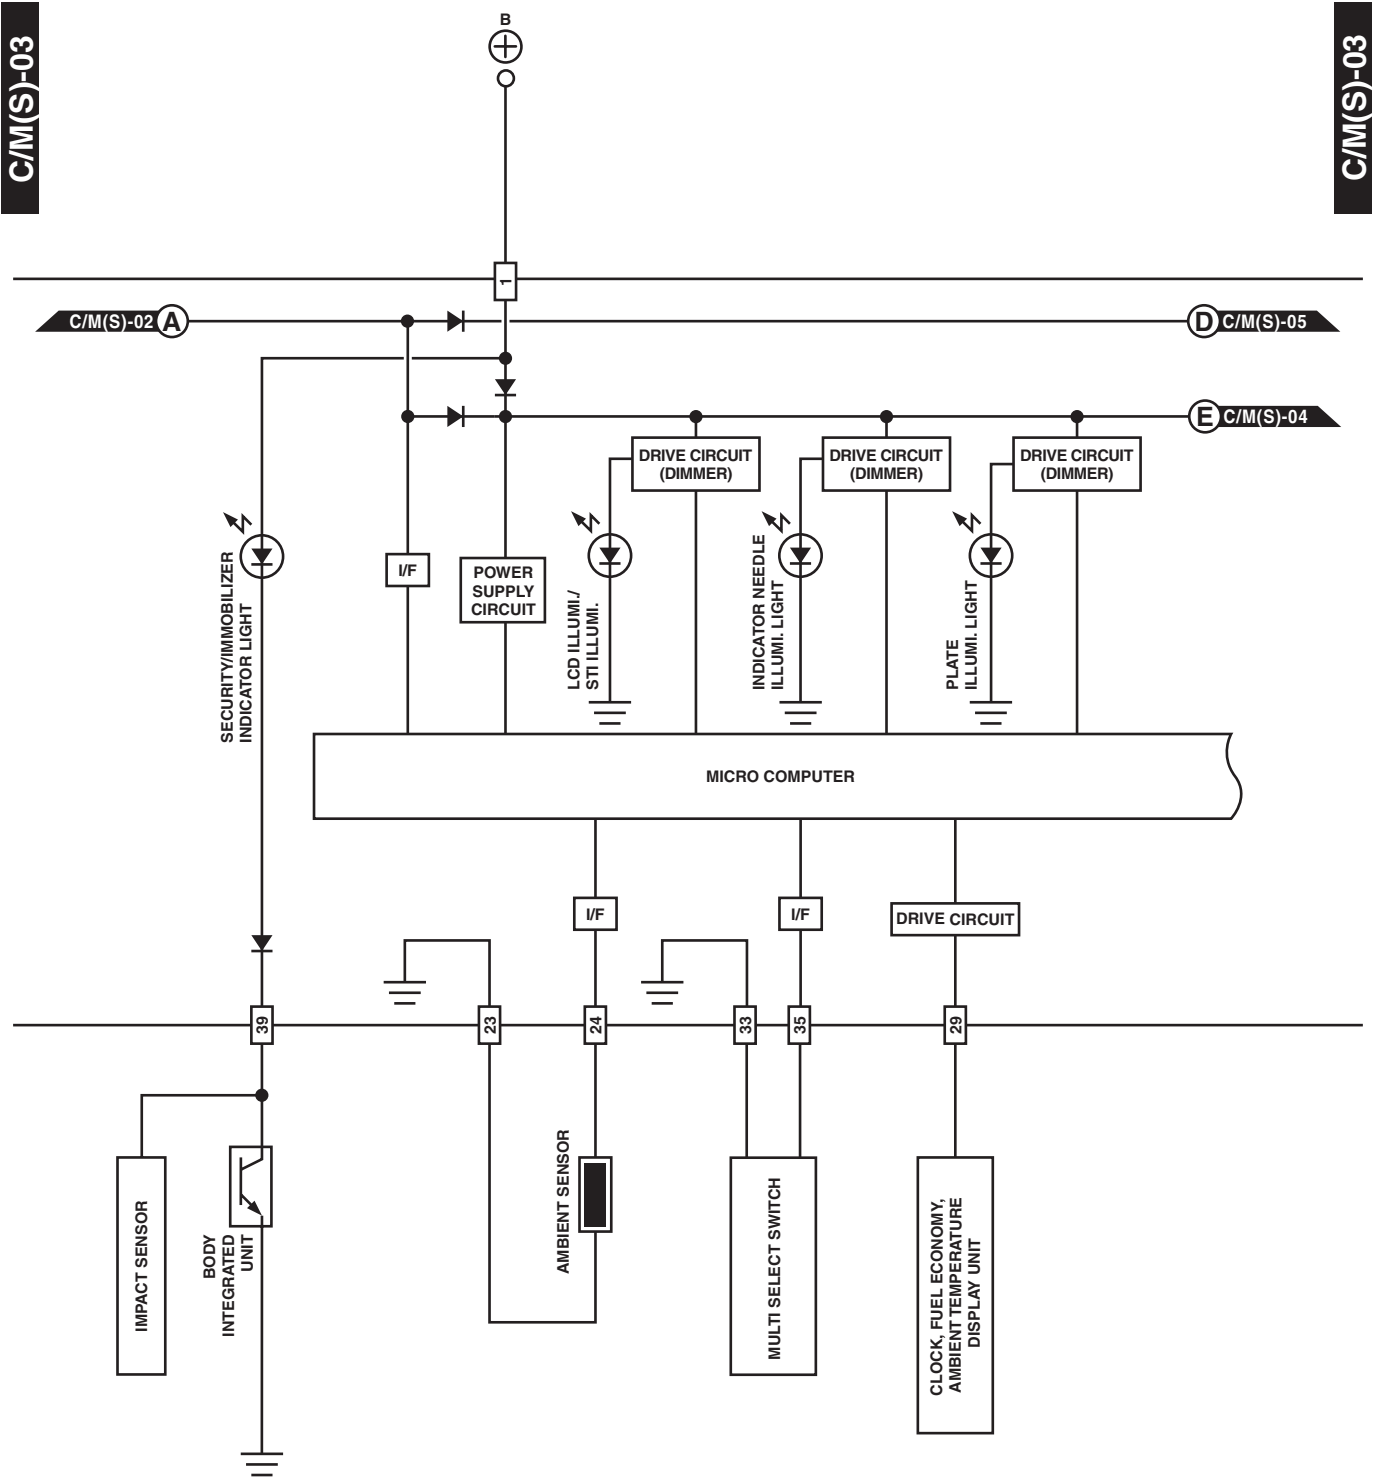 C/M(S)-03
C/M(S)-03
B
1
C/M(S)-02 A
D C/M(S)-05
E C/M(S)-04
DRIVE CIRCUIT
(DIMMER)
DRIVE CIRCUIT
(DIMMER)
DRIVE CIRCUIT
(DIMMER)
SECURITY/IMMOBILIZER
INDICATOR LIGHT
I/F
POWER
SUPPLY
CIRCUIT
LCD ILLUMI./
STI ILLUMI.
INDICATOR NEEDLE
ILLUMI. LIGHT
PLATE
ILLUMI. LIGHT
MICRO COMPUTER
I/F
I/F
DRIVE CIRCUIT
39
23
24
33
35
29
IMPACT SENSOR
BODY
INTEGRATED
UNIT
AMBIENT SENSOR
MULTI SELECT SWITCH
CLOCK, FUEL ECONOMY,
AMBIENT TEMPERATURE
DISPLAY UNIT